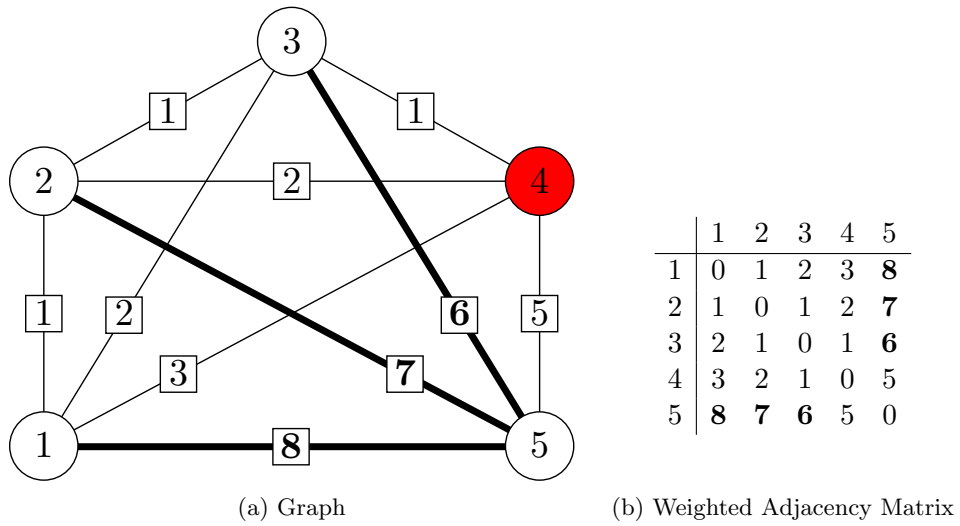 3
1 1
2 2 4
1 2 6 5
3 7
1 8 5
(a) Graph
1 2 3 4 5
1 0 1 2 3 8
2 1 0 1 2 7
3 2 1 0 1 6
4 3 2 1 0 5
5 8 7 6 5 0
(b) Weighted Adjacency Matrix